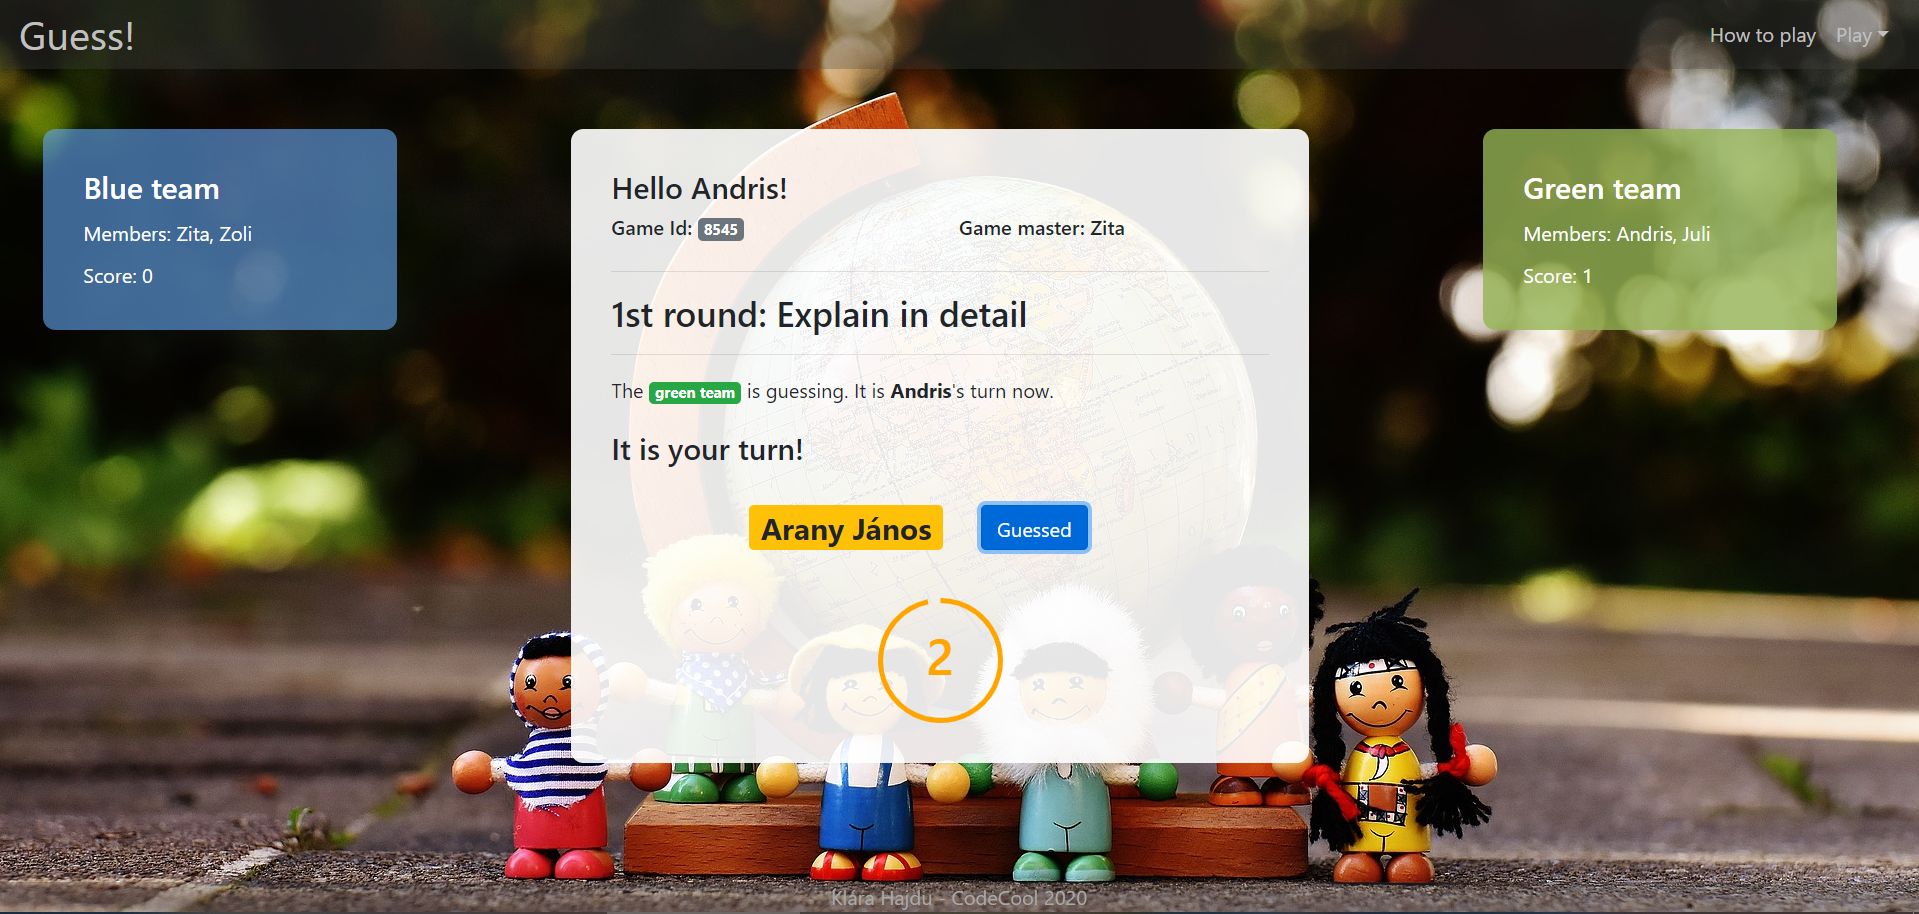 Guess!
How to play
Play
Blue team
Members: Zita, Zoli
Score: 0
Hello Andris!
Game Id: 8545
Game master: Zita
1st round: Explain in detail
The green team is guessing. It is Andris's turn now.
It is your turn!
Arany János
Guessed
2
Green team
Members: Andris, Juli
Score: 1
Klára Hajdu - CodeCool 2020